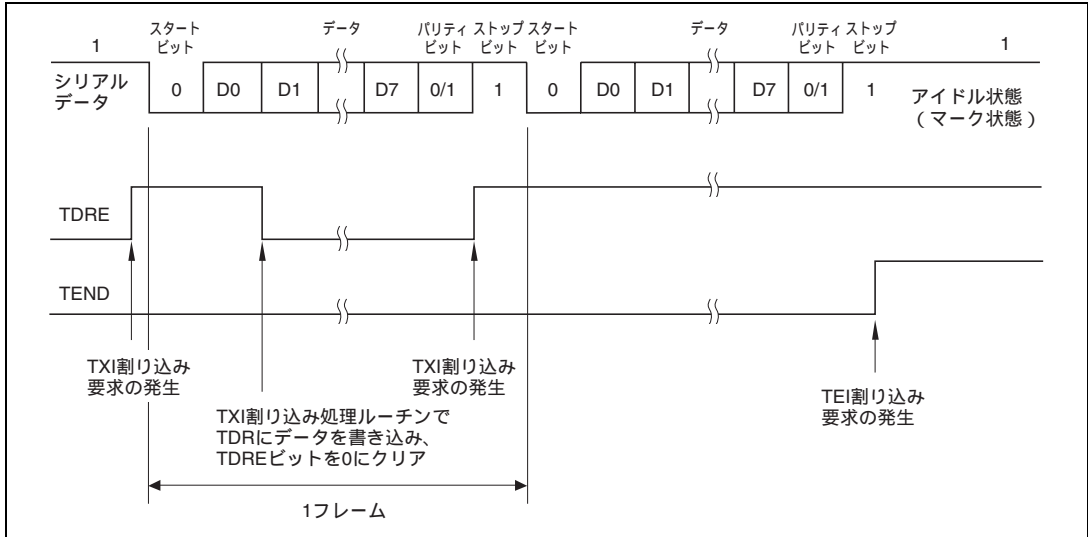 スタート
ビット
データ
パリティ
ビット
ストップ
ビット
スタート
ビット
データ
パリティ
ビット
ストップ
ビット
1
1
シリアル
データ
0 D0 D1 D7 0/1 1 0 D0 D1 D7 0/1 1
アイドル状態
(マーク状態)
TDRE
TEND
TXI割り込み
要求の発生
TXI割り込み
要求の発生
TEI割り込み
要求の発生
TXI割り込み処理ルーチンで
TDRにデータを書き込み、
TDREビットを0にクリア
1フレーム